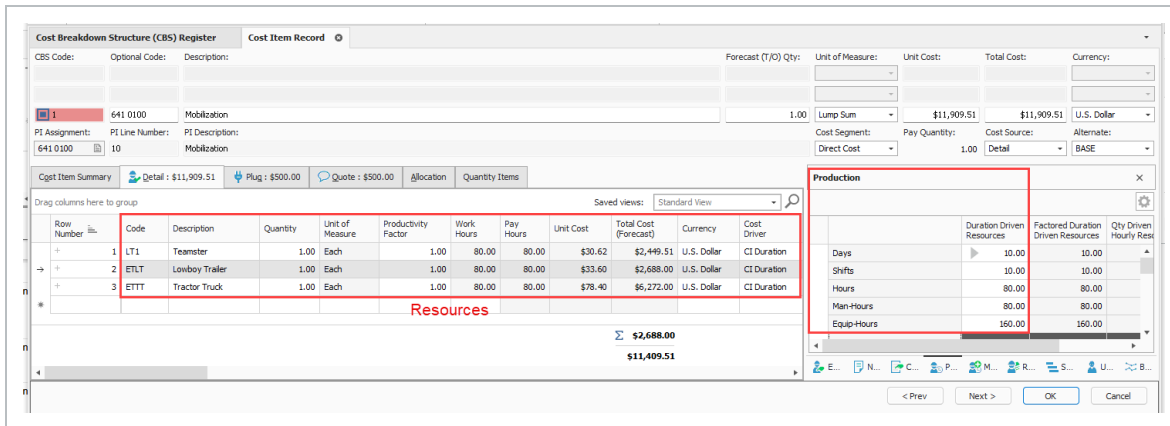 Cost Breakdown Structure (CBS) Register Cost Item Record
CBS Code: Optional Code: Description: Forecast (T/O) Qty: Unit of Measure: Unit Cost: Total Cost: Currency:
1 641 0100 Mobilization 1.00 Lump Sum $11,909.51 $11,909.51 U.S. Dollar
PI Assignment: PI Line Number: PI Description: Cost Segment: Pay Quantity: Cost Source: Alternate:
641 0100 10 Mobilization Direct Cost 1.00 Detail BASE
Cost Item Summary Detail : $11,909.51 Plug : $500.00 Quote : $500.00 Allocation Quantity Items
Production
Drag columns here to group Saved views: Standard View
Row Number Code Description Quantity Unit of Measure Productivity Factor Work Hours Pay Hours Unit Cost Total Cost (Forecast) Currency Cost Driver
1 LT1 Teamster 1.00 Each 1.00 80.00 80.00 $30.62 $2,449.51 U.S. Dollar CI Duration
2 ETLT Lowboy Trailer 1.00 Each 1.00 80.00 80.00 $33.60 $2,688.00 U.S. Dollar CI Duration
3 ETTT Tractor Truck 1.00 Each 1.00 80.00 80.00 $78.40 $6,272.00 U.S. Dollar CI Duration
Resources
Σ $2,688.00
$11,409.51
Duration Driven Resources Factored Duration Driven Resources Qty Driven Hourly Reso
Days 10.00 10.00
Shifts 10.00 10.00
Hours 80.00 80.00
Man-Hours 80.00 80.00
Equip-Hours 160.00 160.00
E... N... C... P... M... R... S... U... B...
< Prev Next > OK Cancel